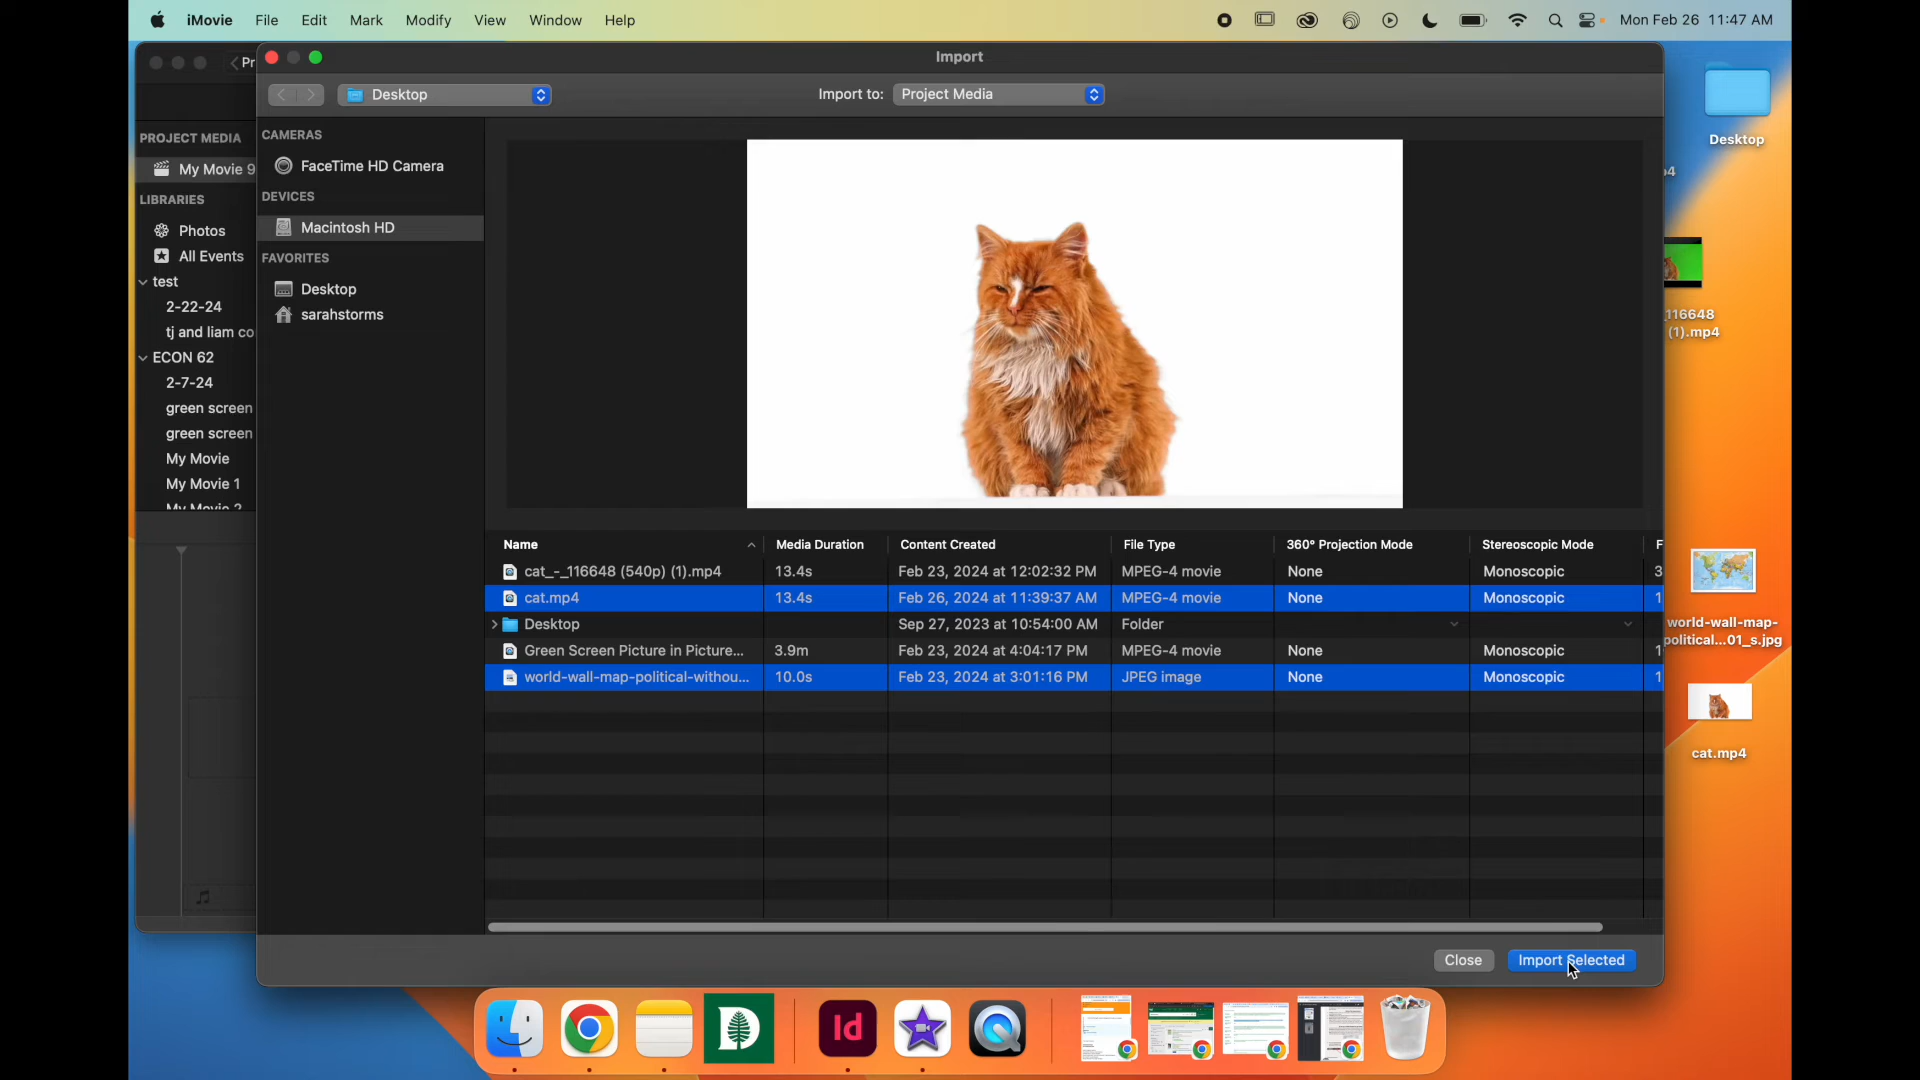 iMovie File Edit Mark Modify View Window Help Mon Feb 26 11:47 AM
Import
Desktop Import to: Project Media
Desktop
PROJECT MEDIA
My Movie 9
LIBRARIES
Photos
All Events
test
2-22-24
tj and liam co
ECON 62
2-7-24
green screen
green screen
My Movie
My Movie 1
My Movie 2
CAMERAS
FaceTime HD Camera
DEVICES
Macintosh HD
FAVORITES
Desktop
sarahstorms
Name Media Duration Content Created File Type 360° Projection Mode Stereoscopic Mode F
cat_-_116648 (540p) (1).mp4 13.4s Feb 23, 2024 at 12:02:32 PM MPEG-4 movie None Monoscopic 3
cat.mp4 13.4s Feb 26, 2024 at 11:39:37 AM MPEG-4 movie None Monoscopic 1
Desktop Sep 27, 2023 at 10:54:00 AM Folder
Green Screen Picture in Picture... 3.9m Feb 23, 2024 at 4:04:17 PM MPEG-4 movie None Monoscopic 1
world-wall-map-political-withou... 10.0s Feb 23, 2024 at 3:01:16 PM JPEG image None Monoscopic 1
Close Import Selected
_116648
(1).mp4
world-wall-map-
political...01_s.jpg
cat.mp4
Id